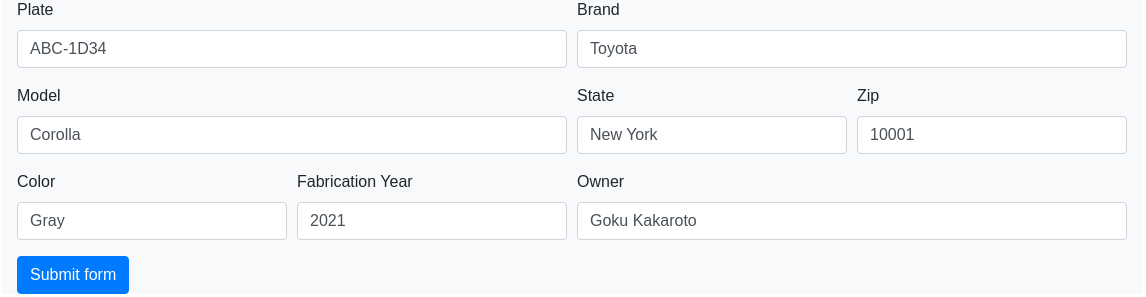 Plate Brand
ABC-1D34 Toyota
Model State Zip
Corolla New York 10001
Color Fabrication Year Owner
Gray 2021 Goku Kakaroto
Submit form